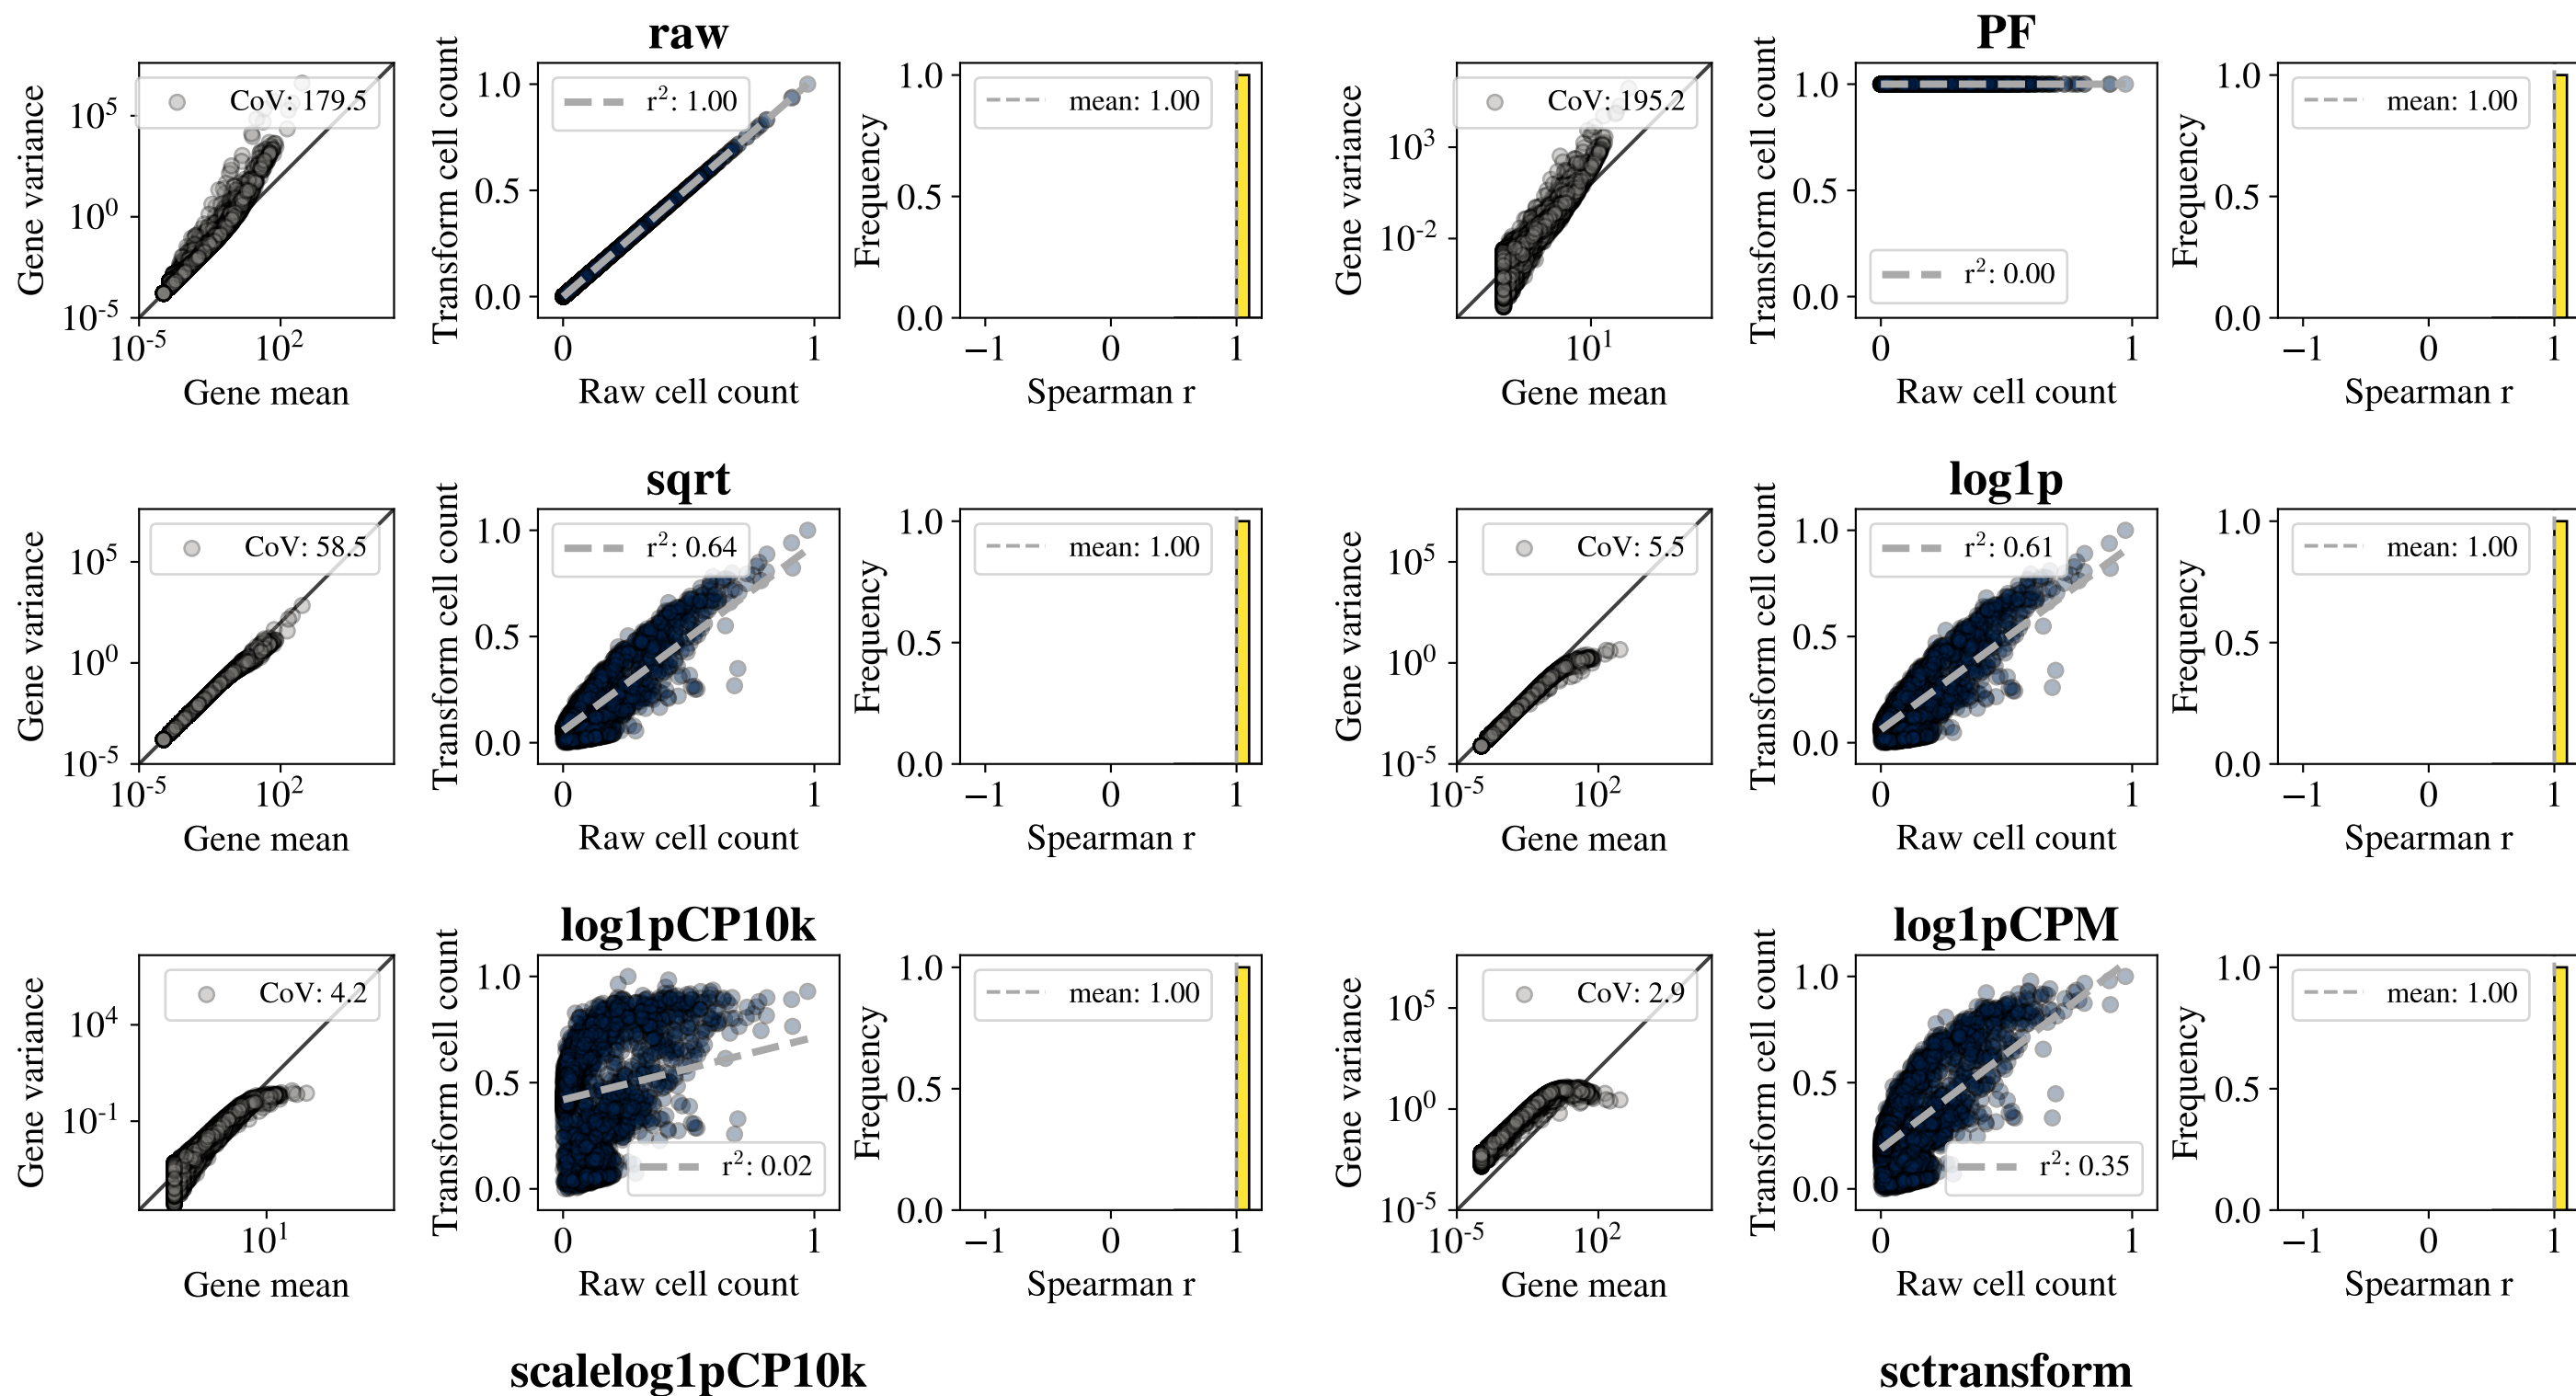 raw
Gene variance
10^5
10^0
10^-5
CoV: 179.5
10^-5 10^2
Gene mean
Transform cell count
1.0
0.5
0.0
r^2: 1.00
0 1
Raw cell count
Frequency
1.0
0.5
0.0
mean: 1.00
−1 0 1
Spearman r
PF
Gene variance
10^3
10^-2
CoV: 195.2
10^1
Gene mean
Transform cell count
1.0
0.5
0.0
r^2: 0.00
0 1
Raw cell count
Frequency
1.0
0.5
0.0
mean: 1.00
−1 0 1
Spearman r
sqrt
Gene variance
10^5
10^0
10^-5
CoV: 58.5
10^-5 10^2
Gene mean
Transform cell count
1.0
0.5
0.0
r^2: 0.64
0 1
Raw cell count
Frequency
1.0
0.5
0.0
mean: 1.00
−1 0 1
Spearman r
log1p
Gene variance
10^5
10^0
10^-5
CoV: 5.5
10^-5 10^2
Gene mean
Transform cell count
1.0
0.5
0.0
r^2: 0.61
0 1
Raw cell count
Frequency
1.0
0.5
0.0
mean: 1.00
−1 0 1
Spearman r
log1pCP10k
Gene variance
10^4
10^-1
CoV: 4.2
10^1
Gene mean
Transform cell count
1.0
0.5
0.0
r^2: 0.02
0 1
Raw cell count
Frequency
1.0
0.5
0.0
mean: 1.00
−1 0 1
Spearman r
log1pCPM
Gene variance
10^5
10^0
10^-5
CoV: 2.9
10^-5 10^2
Gene mean
Transform cell count
1.0
0.5
0.0
r^2: 0.35
0 1
Raw cell count
Frequency
1.0
0.5
0.0
mean: 1.00
−1 0 1
Spearman r
scalelog1pCP10k
sctransform